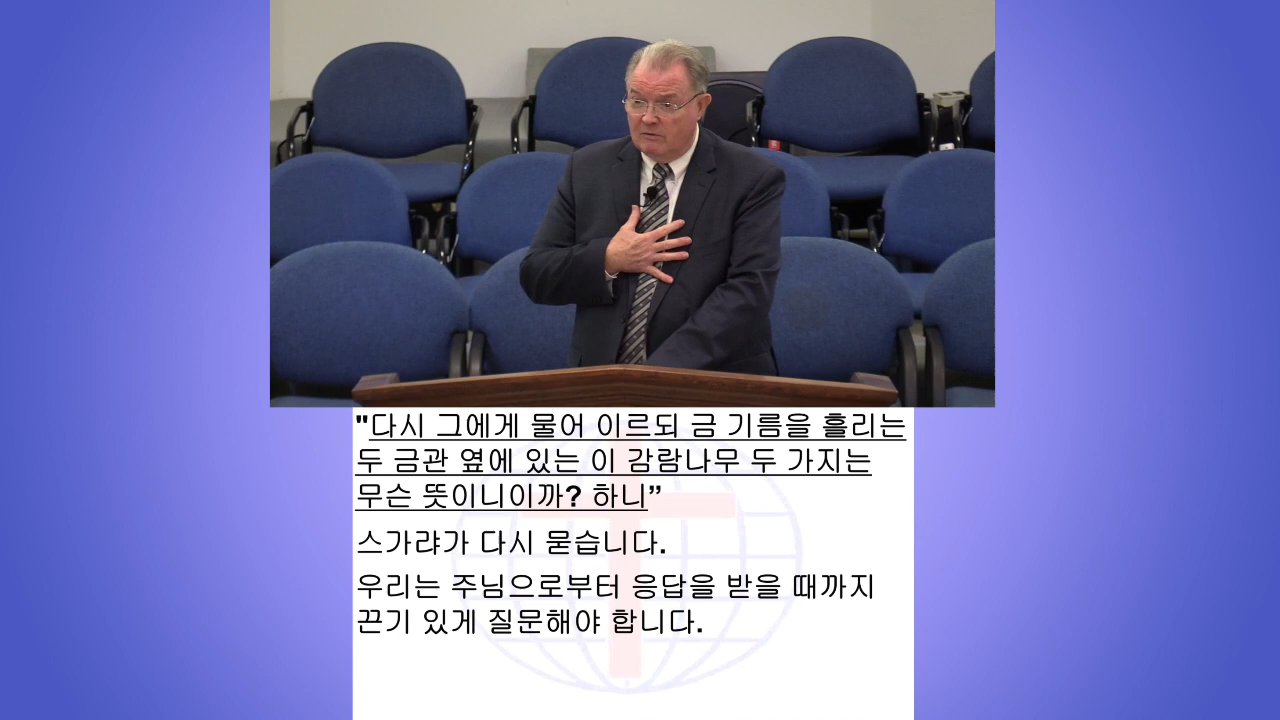 "다시 그에게 물어 이르되 금 기름을 흘리는
두 금관 옆에 있는 이 감람나무 두 가지는
무슨 뜻이니이까? 하니”
스가랴가 다시 묻습니다.
우리는 주님으로부터 응답을 받을 때까지
끈기 있게 질문해야 합니다.